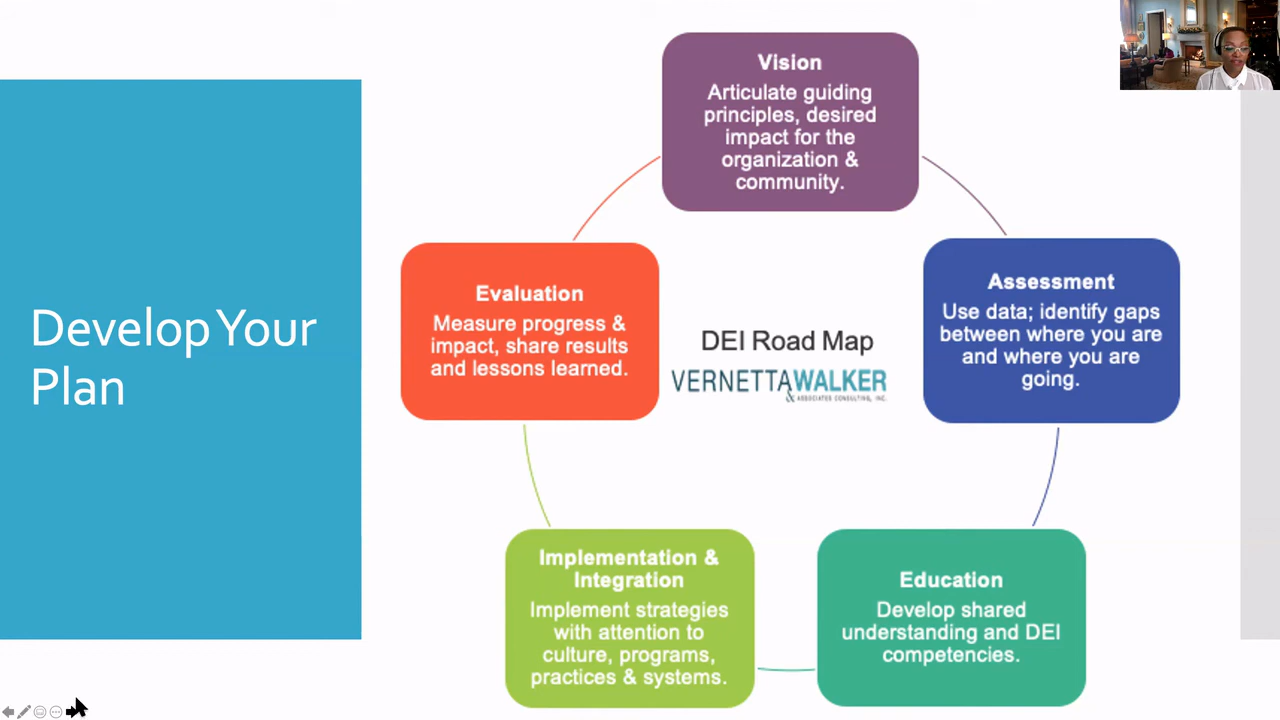 Develop Your
Plan
Vision
Articulate guiding
principles, desired
impact for the
organization &
community.
Assessment
Use data; identify gaps
between where you are
and where you are
going.
Education
Develop shared
understanding and DEI
competencies.
Implementation &
Integration
Implement strategies
with attention to
culture, programs,
practices & systems.
Evaluation
Measure progress &
impact, share results
and lessons learned.
DEI Road Map
VERNETTAWALKER
& ASSOCIATES CONSULTING, INC.